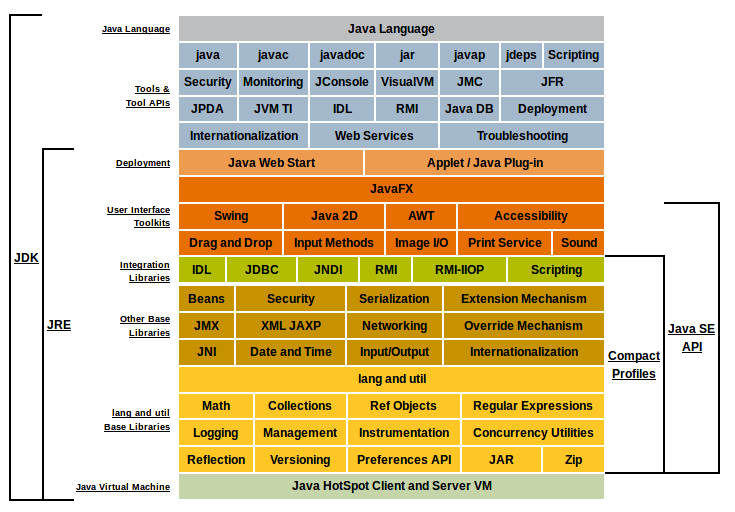 Java Language Java Language
java javac javadoc jar javap jdeps Scripting
Security Monitoring JConsole VisualVM JMC JFR
Tools &
Tool APIs
JPDA JVM TI IDL RMI Java DB Deployment
Internationalization Web Services Troubleshooting
Deployment Java Web Start Applet / Java Plug-in
JavaFX
User Interface
Toolkits
Swing Java 2D AWT Accessibility
Drag and Drop Input Methods Image I/O Print Service Sound
JDK
Integration
Libraries
IDL JDBC JNDI RMI RMI-IIOP Scripting
Beans Security Serialization Extension Mechanism
Other Base
Libraries
JMX XML JAXP Networking Override Mechanism
JRE
Java SE
API
JNI Date and Time Input/Output Internationalization
Compact
Profiles
lang and util
Math Collections Ref Objects Regular Expressions
lang and util
Base Libraries
Logging Management Instrumentation Concurrency Utilities
Reflection Versioning Preferences API JAR Zip
Java Virtual Machine Java HotSpot Client and Server VM